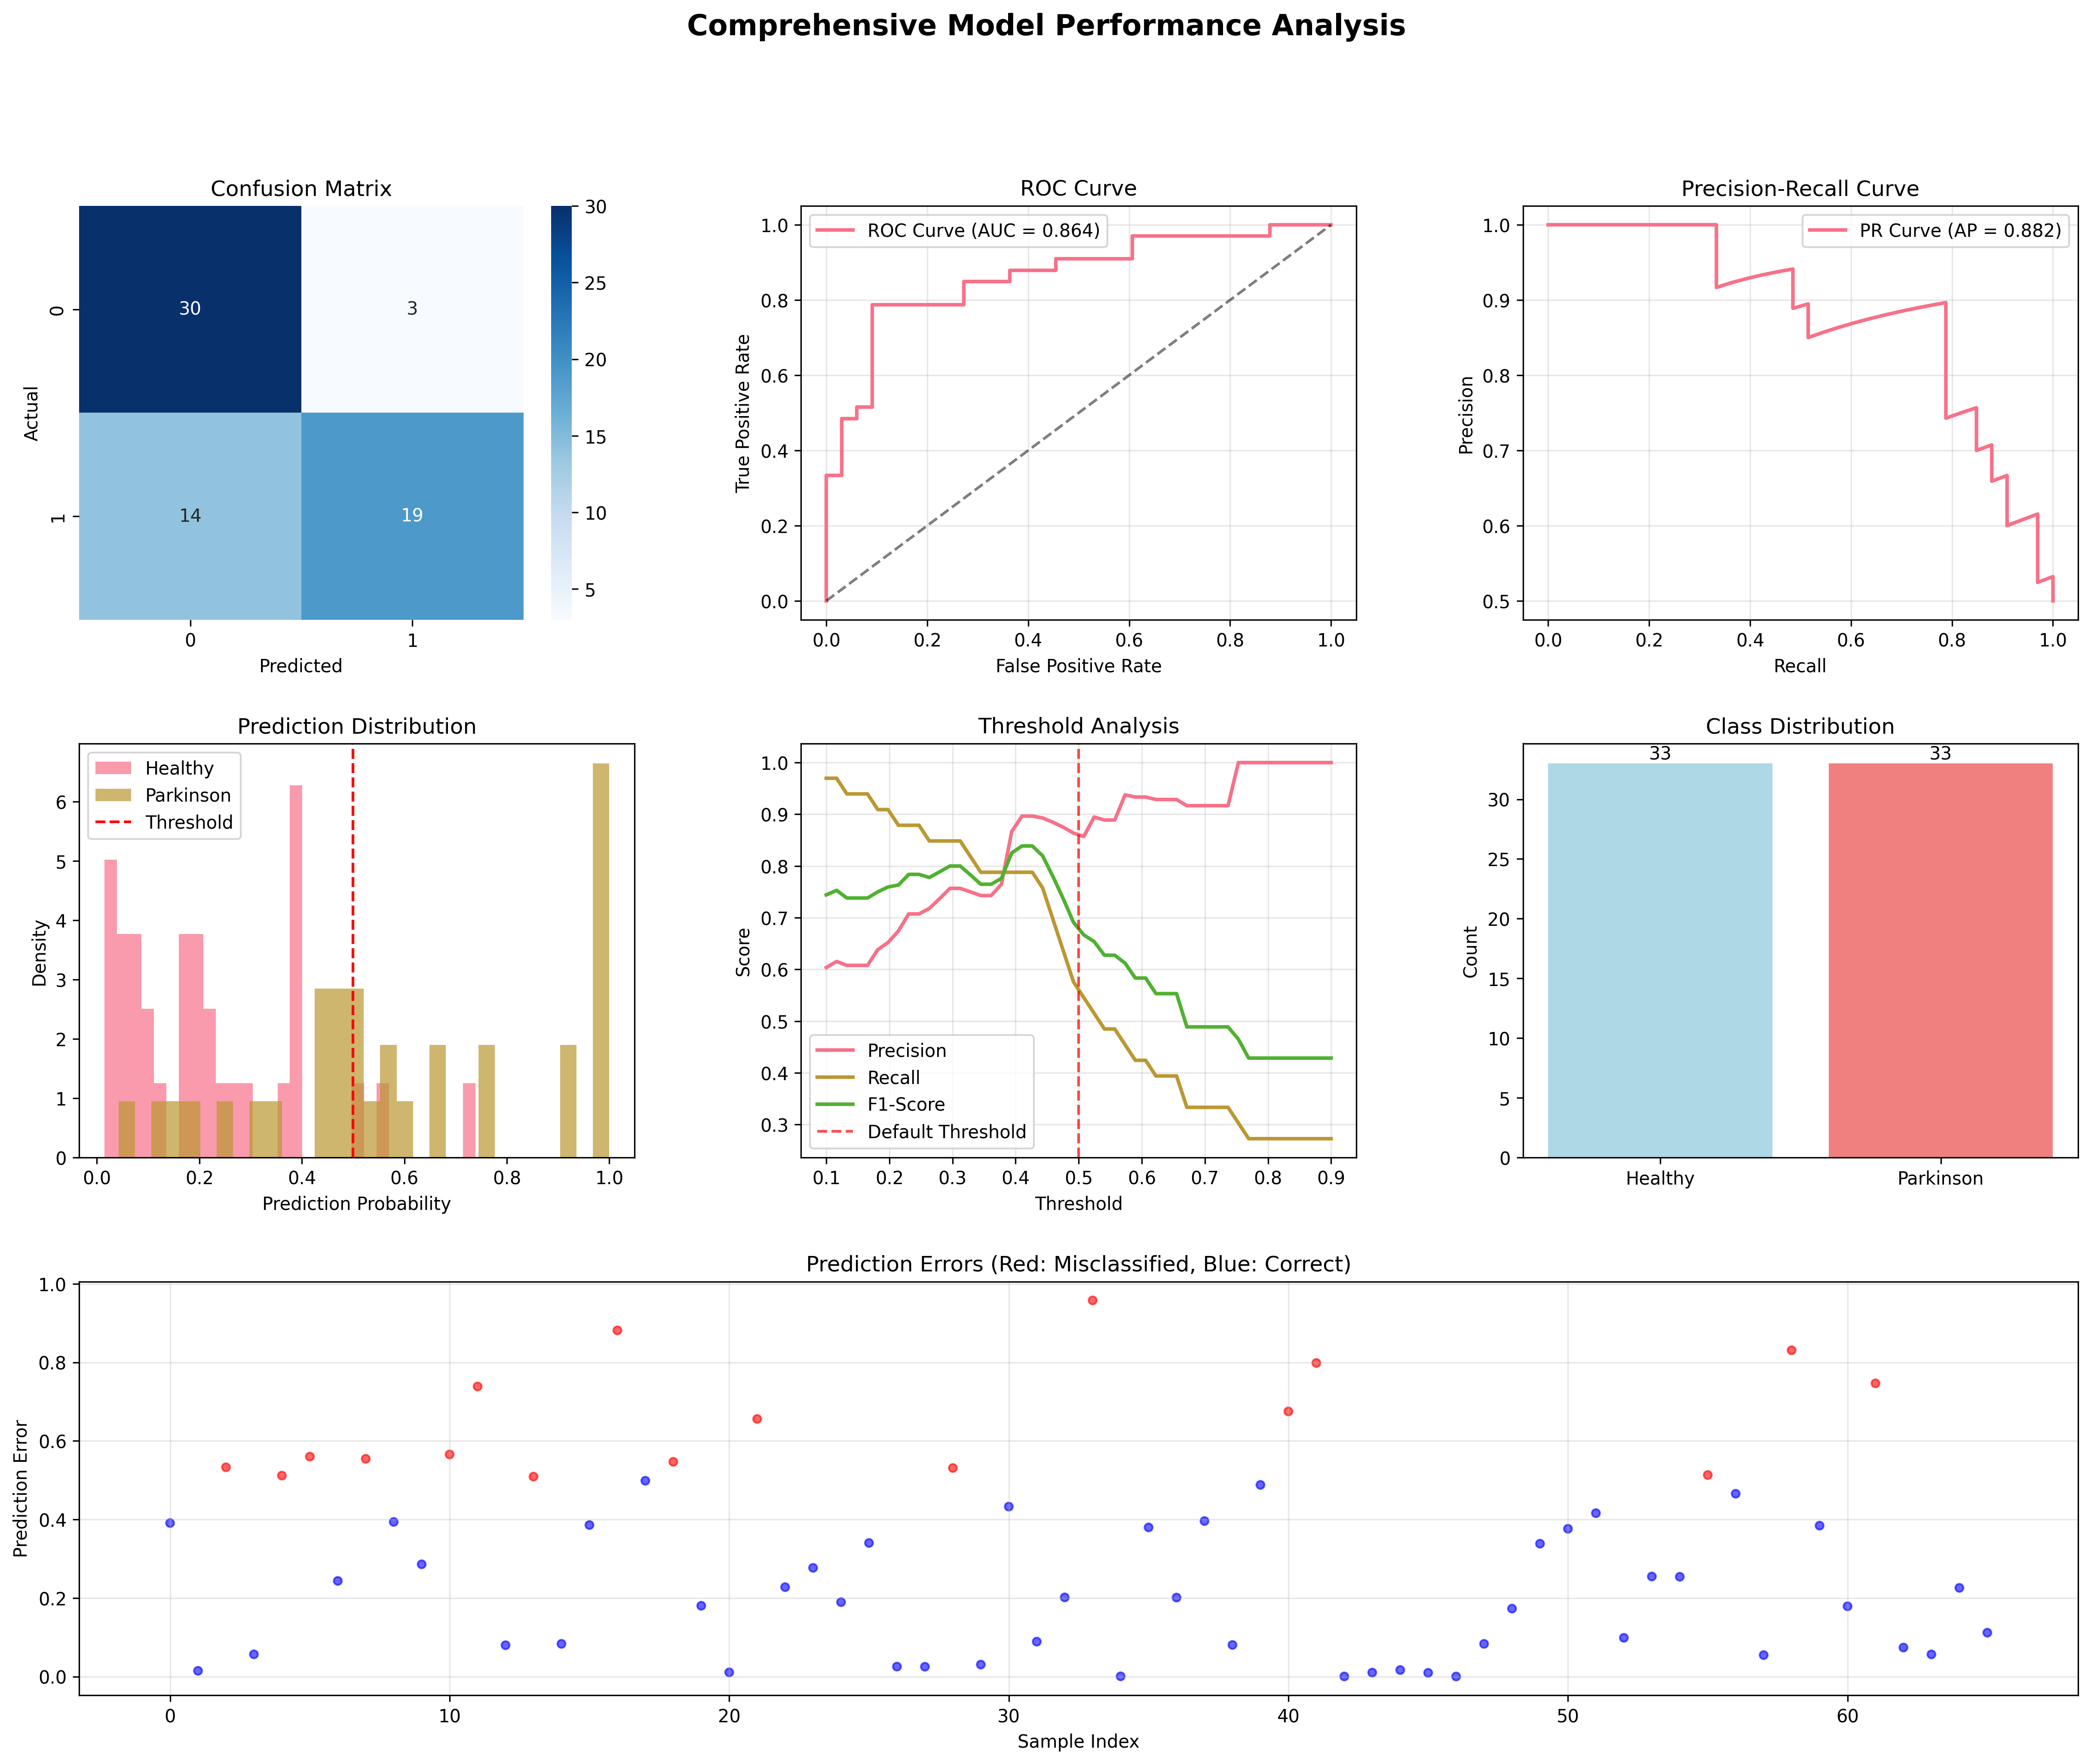 Comprehensive Model Performance Analysis
Confusion Matrix
30
3
14
19
0
1
Actual
0
1
Predicted
30
25
20
15
10
5
ROC Curve
ROC Curve (AUC = 0.864)
1.0
0.8
0.6
0.4
0.2
0.0
True Positive Rate
0.0
0.2
0.4
0.6
0.8
1.0
False Positive Rate
Precision-Recall Curve
PR Curve (AP = 0.882)
1.0
0.9
0.8
0.7
0.6
0.5
Precision
0.0
0.2
0.4
0.6
0.8
1.0
Recall
Prediction Distribution
Healthy
Parkinson
Threshold
6
5
4
3
2
1
0
Density
0.0
0.2
0.4
0.6
0.8
1.0
Prediction Probability
Threshold Analysis
1.0
0.9
0.8
0.7
0.6
0.5
0.4
0.3
Score
Precision
Recall
F1-Score
Default Threshold
0.1
0.2
0.3
0.4
0.5
0.6
0.7
0.8
0.9
Threshold
Class Distribution
33
33
30
25
20
15
10
5
0
Count
Healthy
Parkinson
Prediction Errors (Red: Misclassified, Blue: Correct)
1.0
0.8
0.6
0.4
0.2
0.0
Prediction Error
0
10
20
30
40
50
60
Sample Index